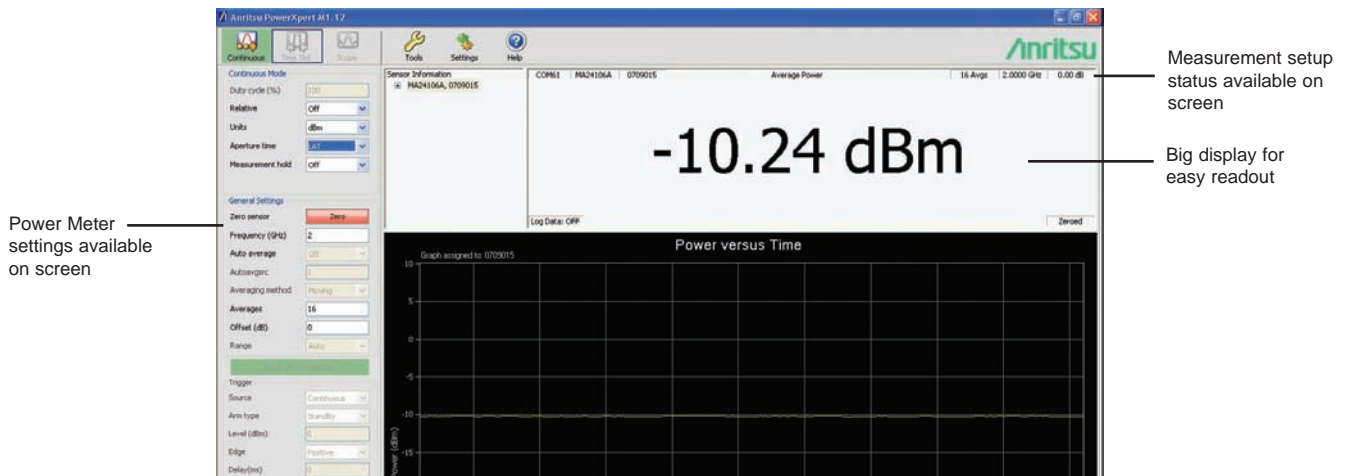 Anritsu PowerXpert M1.12
Continuous
Time Slot
Scope
Tools
Settings
Help
Anritsu
Continuous Mode
Duty cycle (%) 100
Relative Off
Units dBm
Aperture time LAT
Measurement hold Off
General Settings
Zero sensor Zero
Frequency (GHz) 2
Auto average Off
Autoavgsrc 1
Averaging method Moving
Averages 16
Offset (dB) 0
Range Auto
Trigger
Source Continuous
Arm type Standby
Level (dBm) 0
Edge Positive
Delay(ms) 0
Sensor Information
MA24106A, 0709015
COM61 MA24106A 0709015 Average Power 16 Avgs 2.0000 GHz 0.00 dB
-10.24 dBm
Log Data: OFF
Zeroed
Power versus Time
Graph assigned to: 0709015
10
5
0
-5
-10
-15
Power (dBm)
Power Meter
settings available
on screen
Measurement setup
status available on
screen
Big display for
easy readout